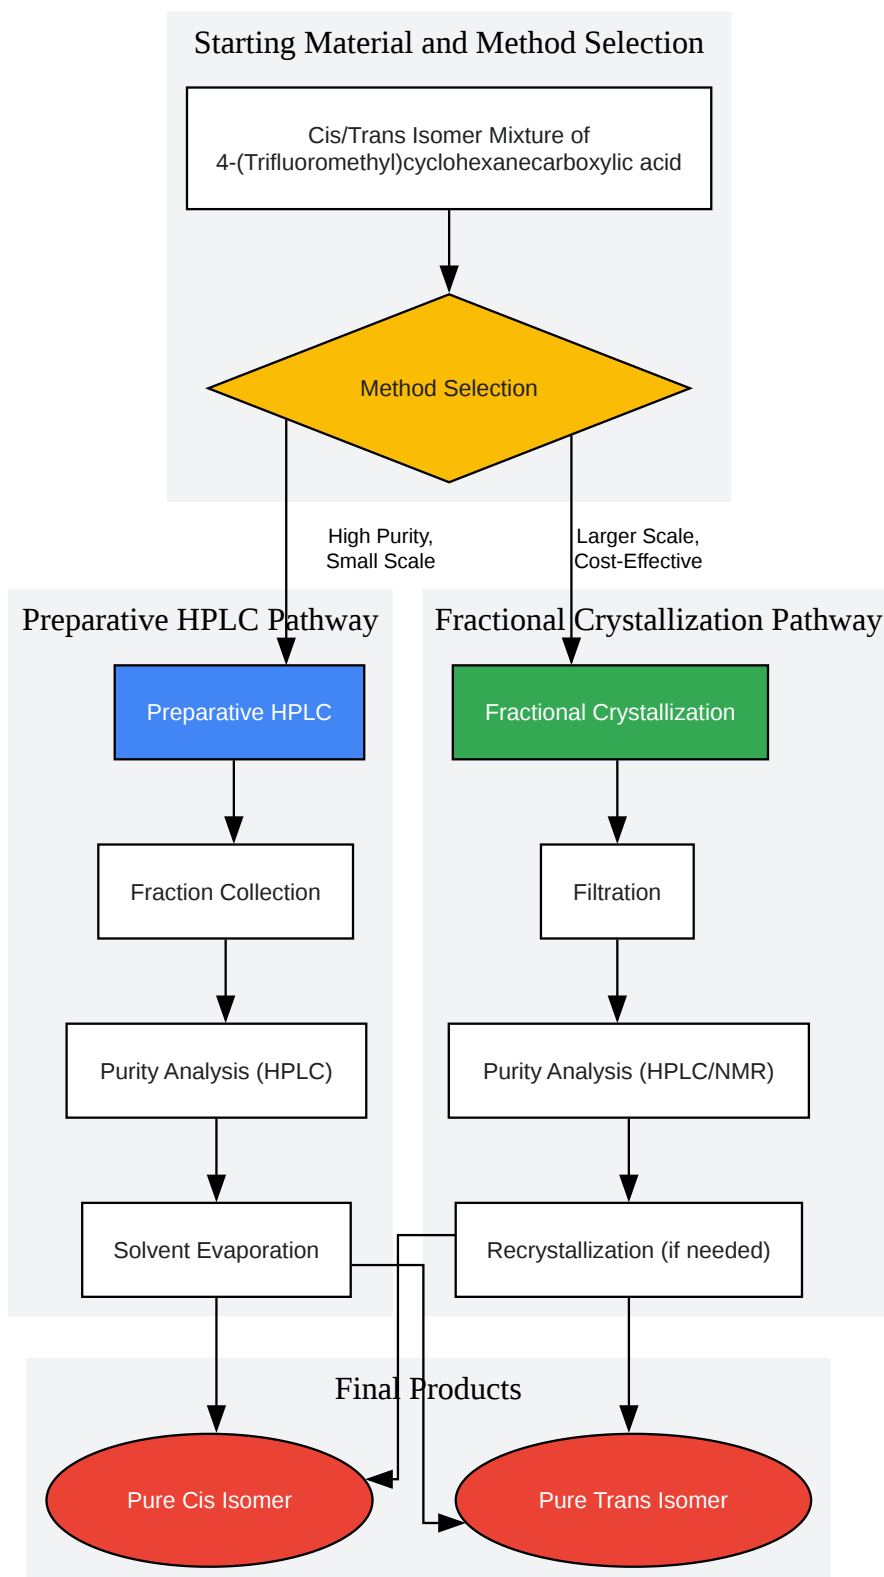 Starting Material and Method Selection
Cis/Trans Isomer Mixture of
4-(Trifluoromethyl)cyclohexanecarboxylic acid
Method Selection
High Purity,
Small Scale
Larger Scale,
Cost-Effective
Preparative HPLC Pathway
Fractional Crystallization Pathway
Preparative HPLC
Fractional Crystallization
Fraction Collection
Filtration
Purity Analysis (HPLC)
Purity Analysis (HPLC/NMR)
Solvent Evaporation
Recrystallization (if needed)
Final Products
Pure Cis Isomer
Pure Trans Isomer